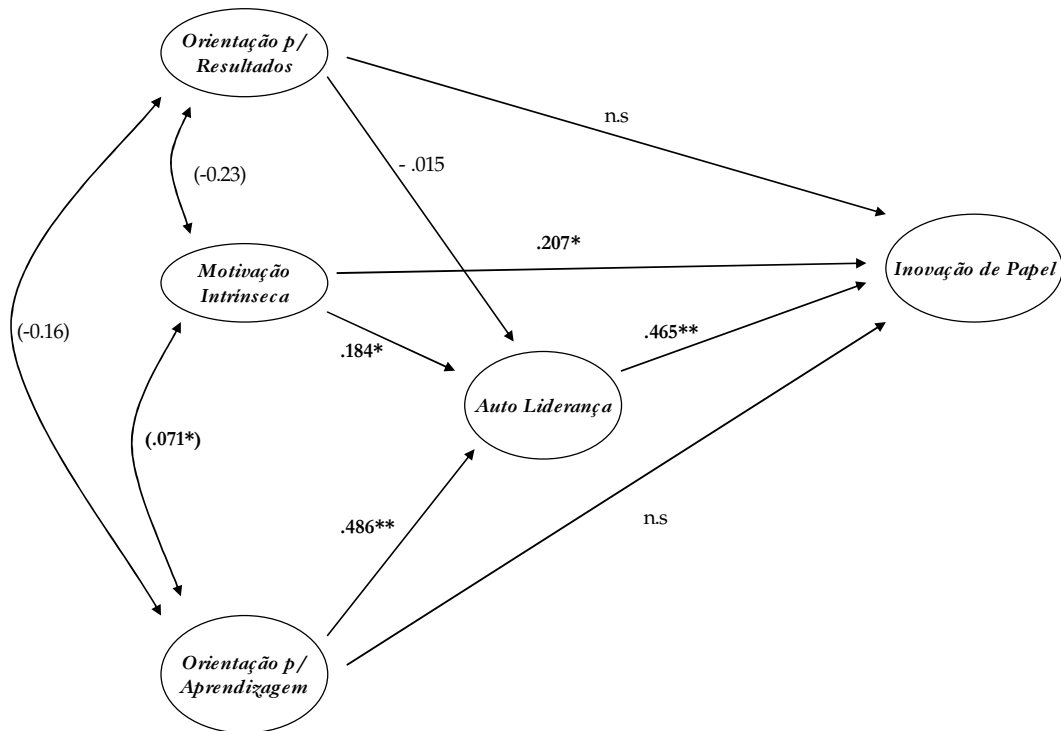 Orientação p/
Resultados
n.s
- .015
(-0.23)
.207*
Motivação
Intrínseca
Inovação de Papel
(-0.16)
.184*
.465**
Auto Liderança
(.071*)
.486**
n.s
Orientação p/
Aprendizagem